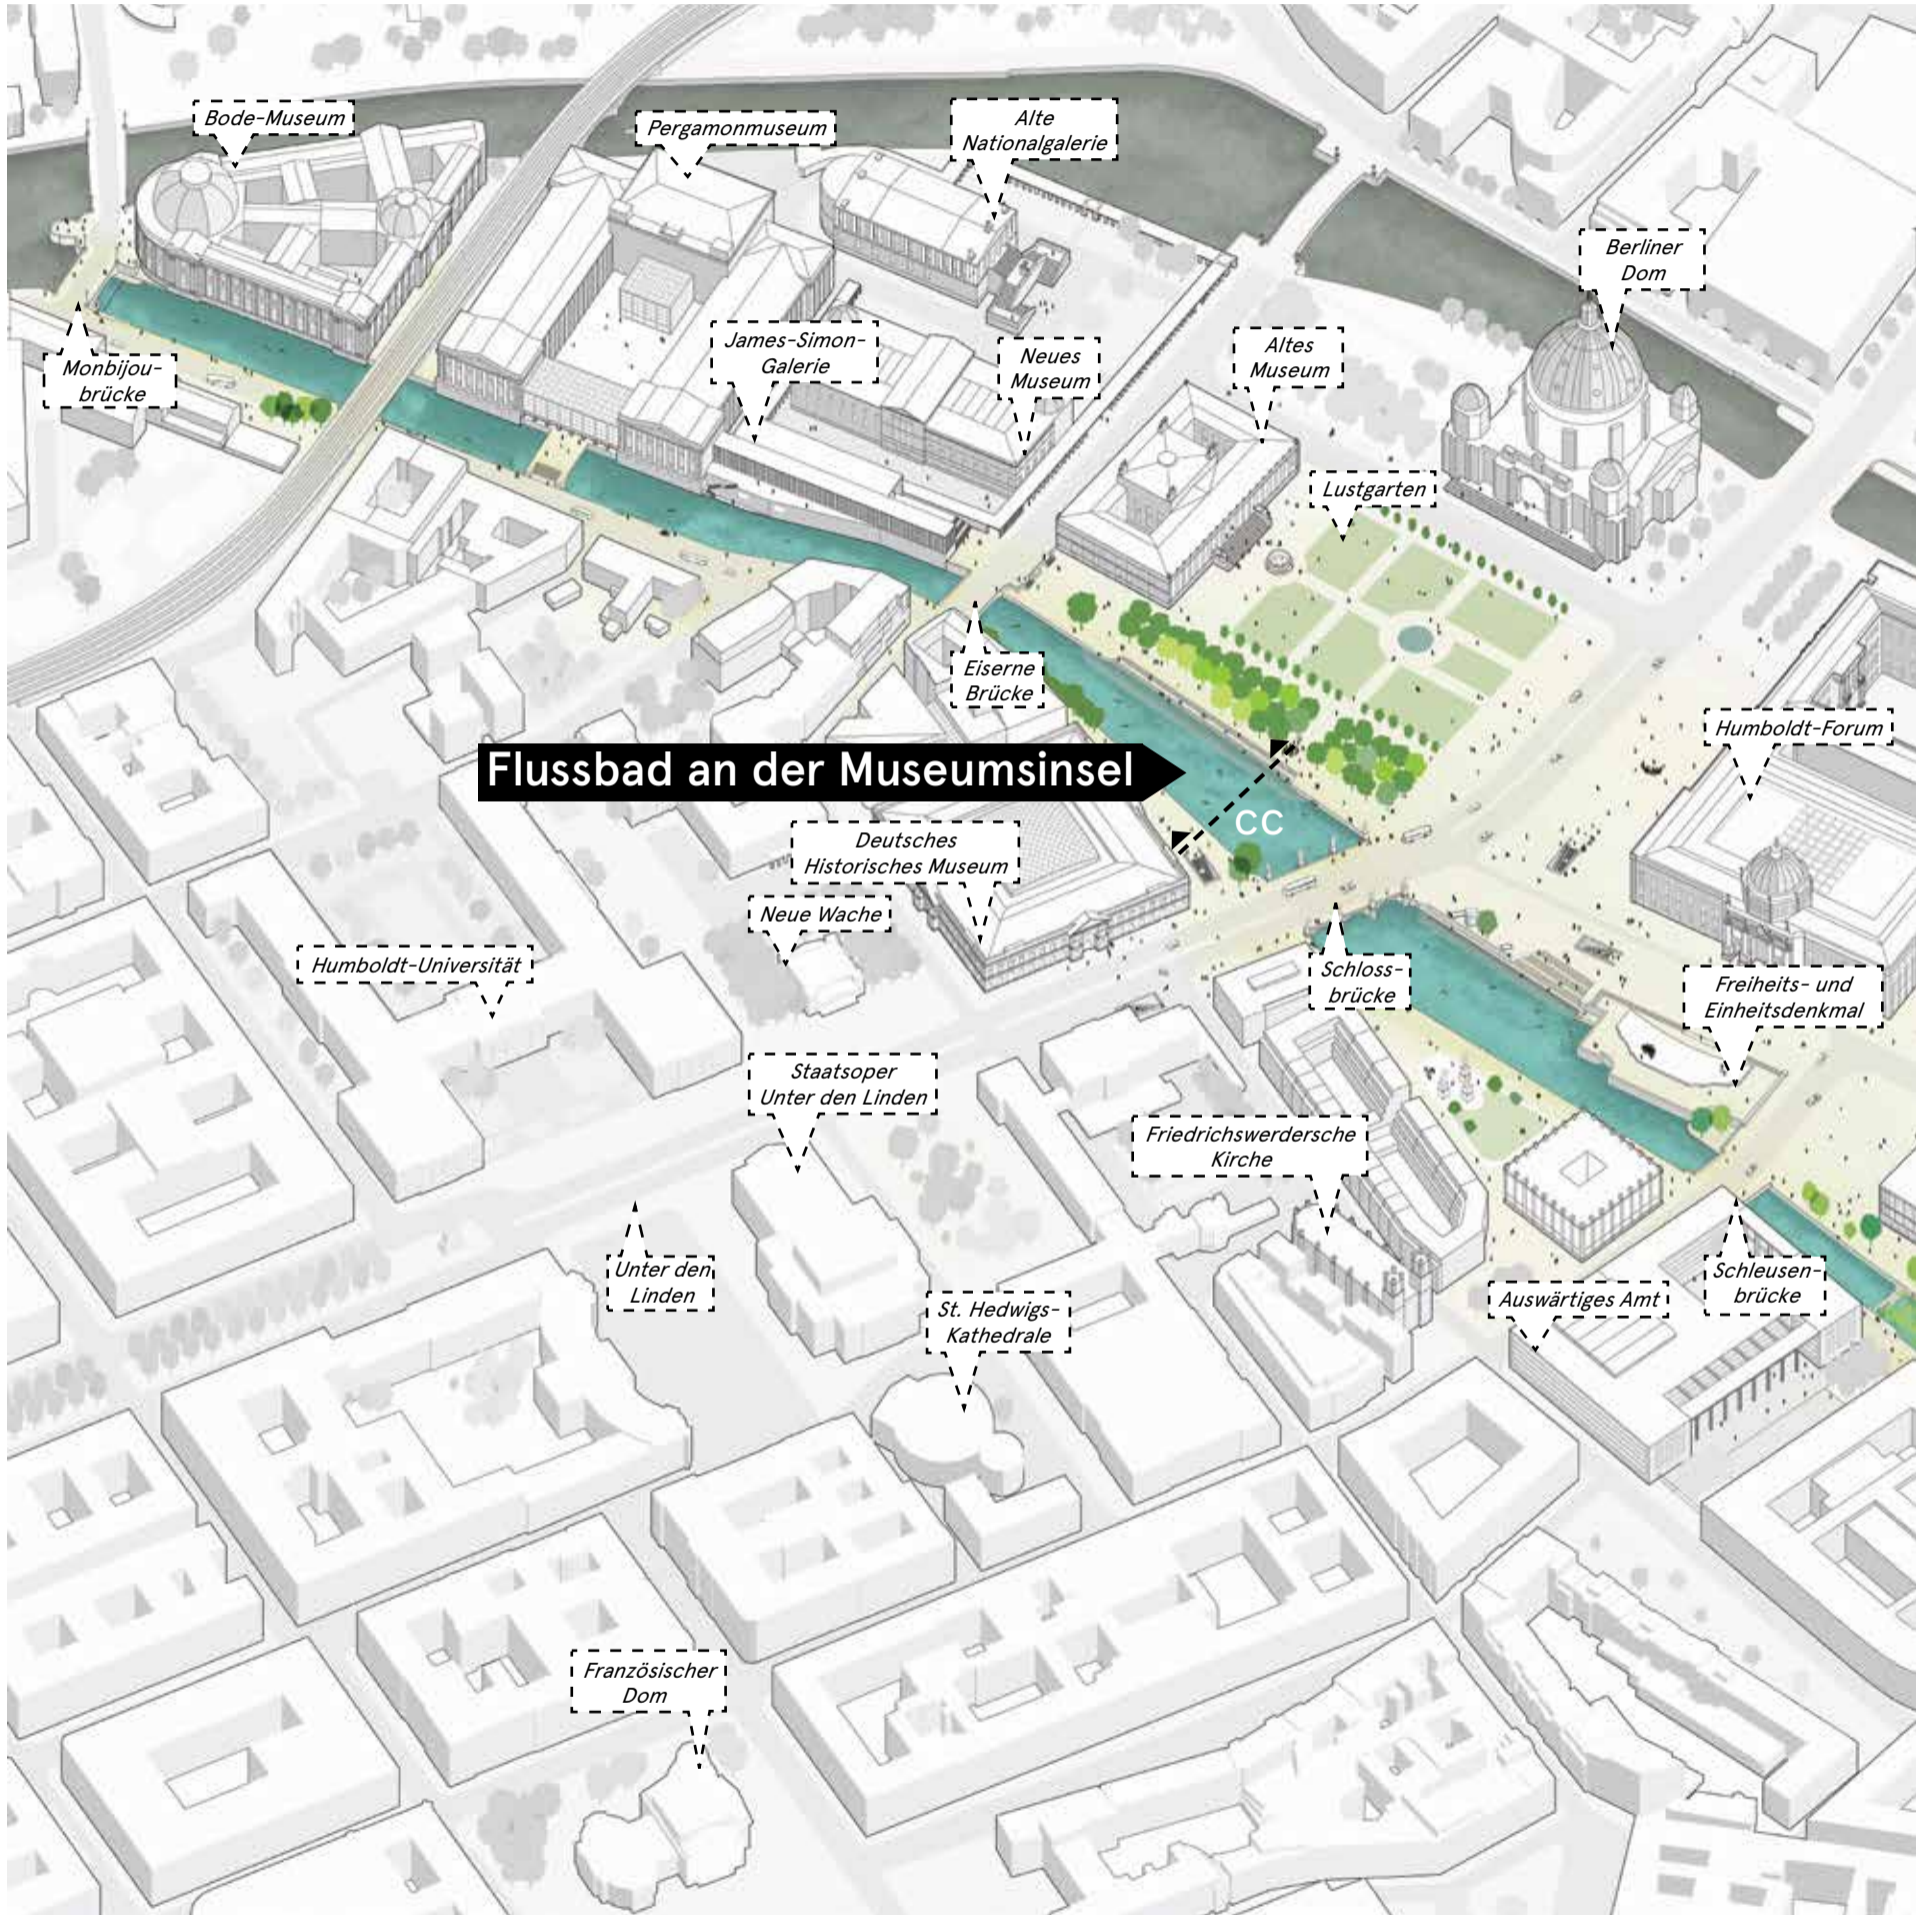 Bode-Museum
Pergamonmuseum
Alte
Nationalgalerie
Berliner
Dom
Monbijou-
brücke
James-Simon-
Galerie
Neues
Museum
Altes
Museum
Lustgarten
Eiserne
Brücke
Humboldt-Forum
Flussbad an der Museumsinsel
CC
Deutsches
Historisches Museum
Neue Wache
Humboldt-Universität
Schloss-
brücke
Freiheits- und
Einheitsdenkmal
Staatsoper
Unter den Linden
Friedrichswerdersche
Kirche
Unter den
Linden
St. Hedwigs-
Kathedrale
Auswärtiges Amt
Schleusen-
brücke
Französischer
Dom